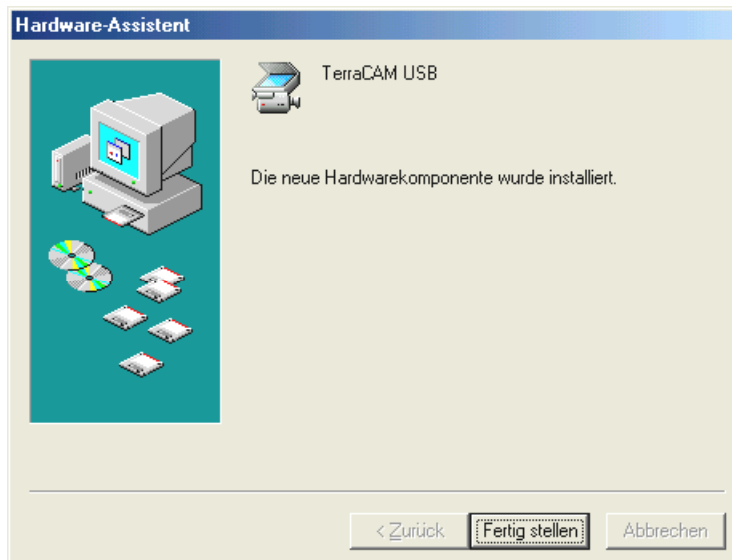 Hardware-Assistent
TerraCAM USB
Die neue Hardwarekomponente wurde installiert.
< Zurück
Fertig stellen
Abbrechen